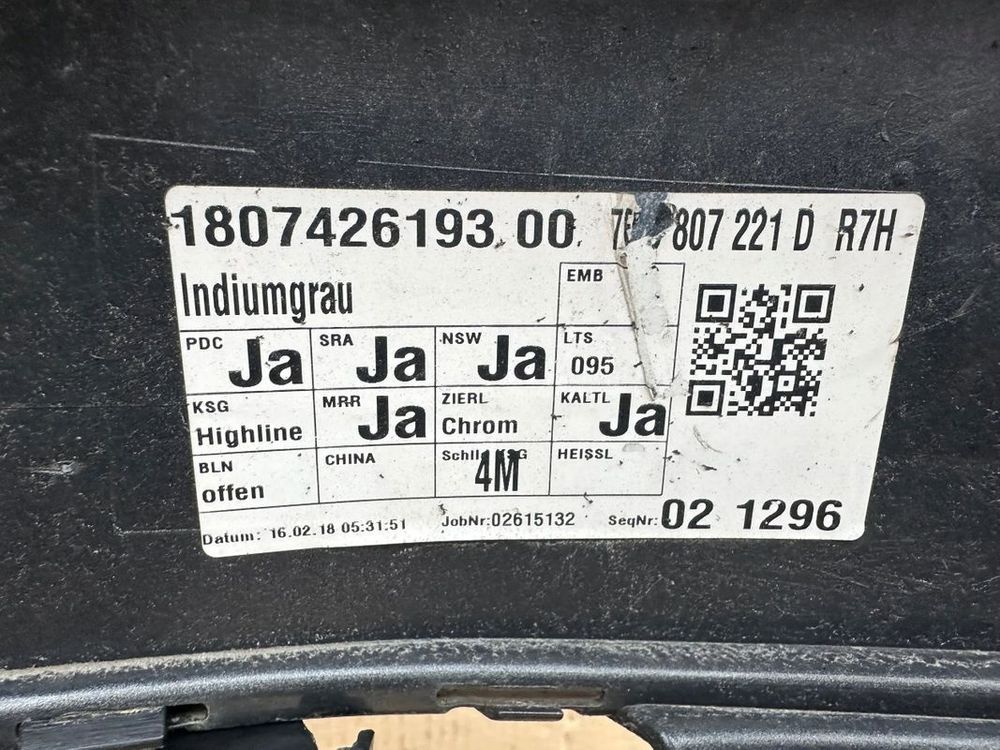 1807426193 00 807 221 D R7H
Indiumgrau
EMB
PDC Ja SRA Ja NSW Ja LTS 095
KSG Highline MRR Ja ZIERL Chrom KALTL Ja
BLN offen CHINA 4M HEISSL
Datum: 16.02.18 05:31:51 JobNr:02615132 SeqNr:02 1296